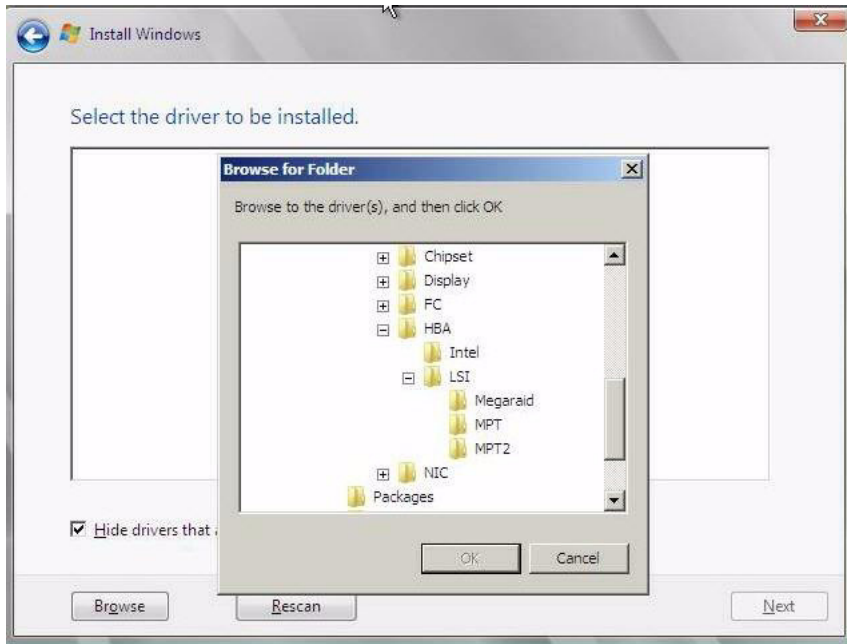 Install Windows
Select the driver to be installed.
Browse for Folder
Browse to the driver(s), and then click OK
Chipset
Display
FC
HBA
Intel
LSI
Megaraid
MPT
MPT2
NIC
Packages
Hide drivers that
OK
Cancel
Browse
Rescan
Next